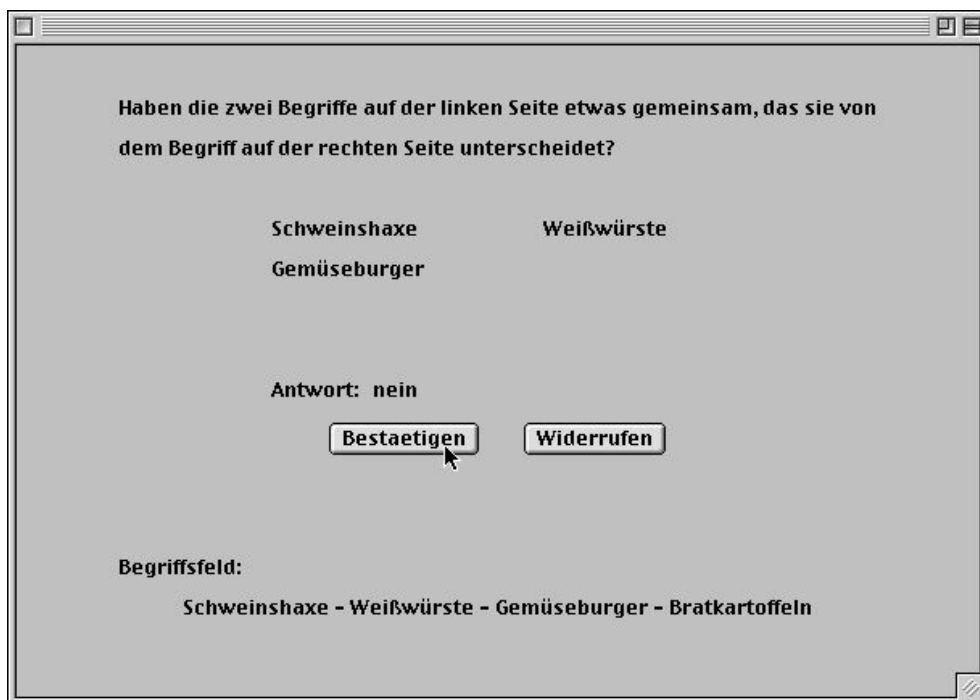 Haben die zwei Begriffe auf der linken Seite etwas gemeinsam, das sie von
dem Begriff auf der rechten Seite unterscheidet?
Schweinshaxe Weißwürste
Gemüseburger
Antwort: nein
Bestaetigen Widerrufen
Begriffsfeld:
Schweinshaxe - Weißwürste - Gemüseburger - Bratkartoffeln